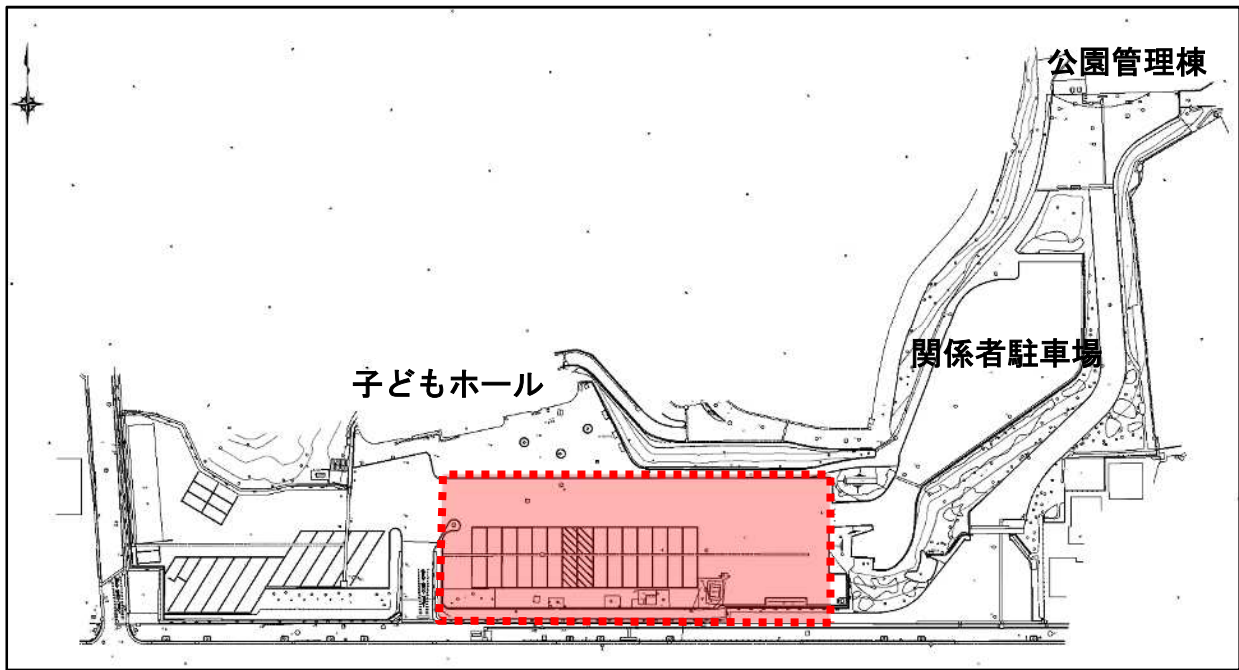 公園管理棟
関係者駐車場
子どもホール